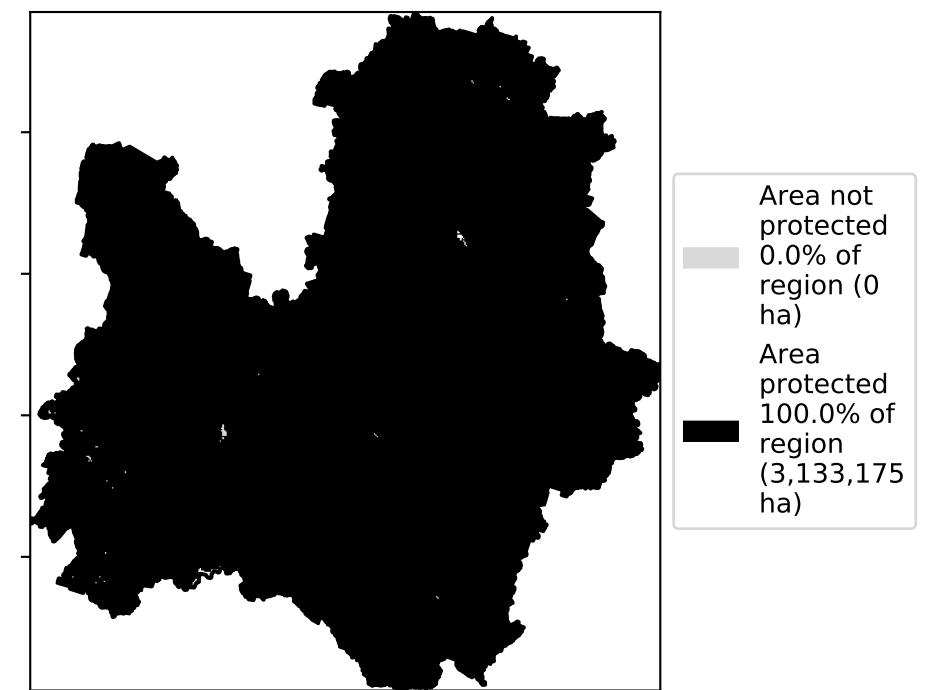 Area not
protected
0.0% of
region (0
ha)
Area
protected
100.0% of
region
(3,133,175
ha)